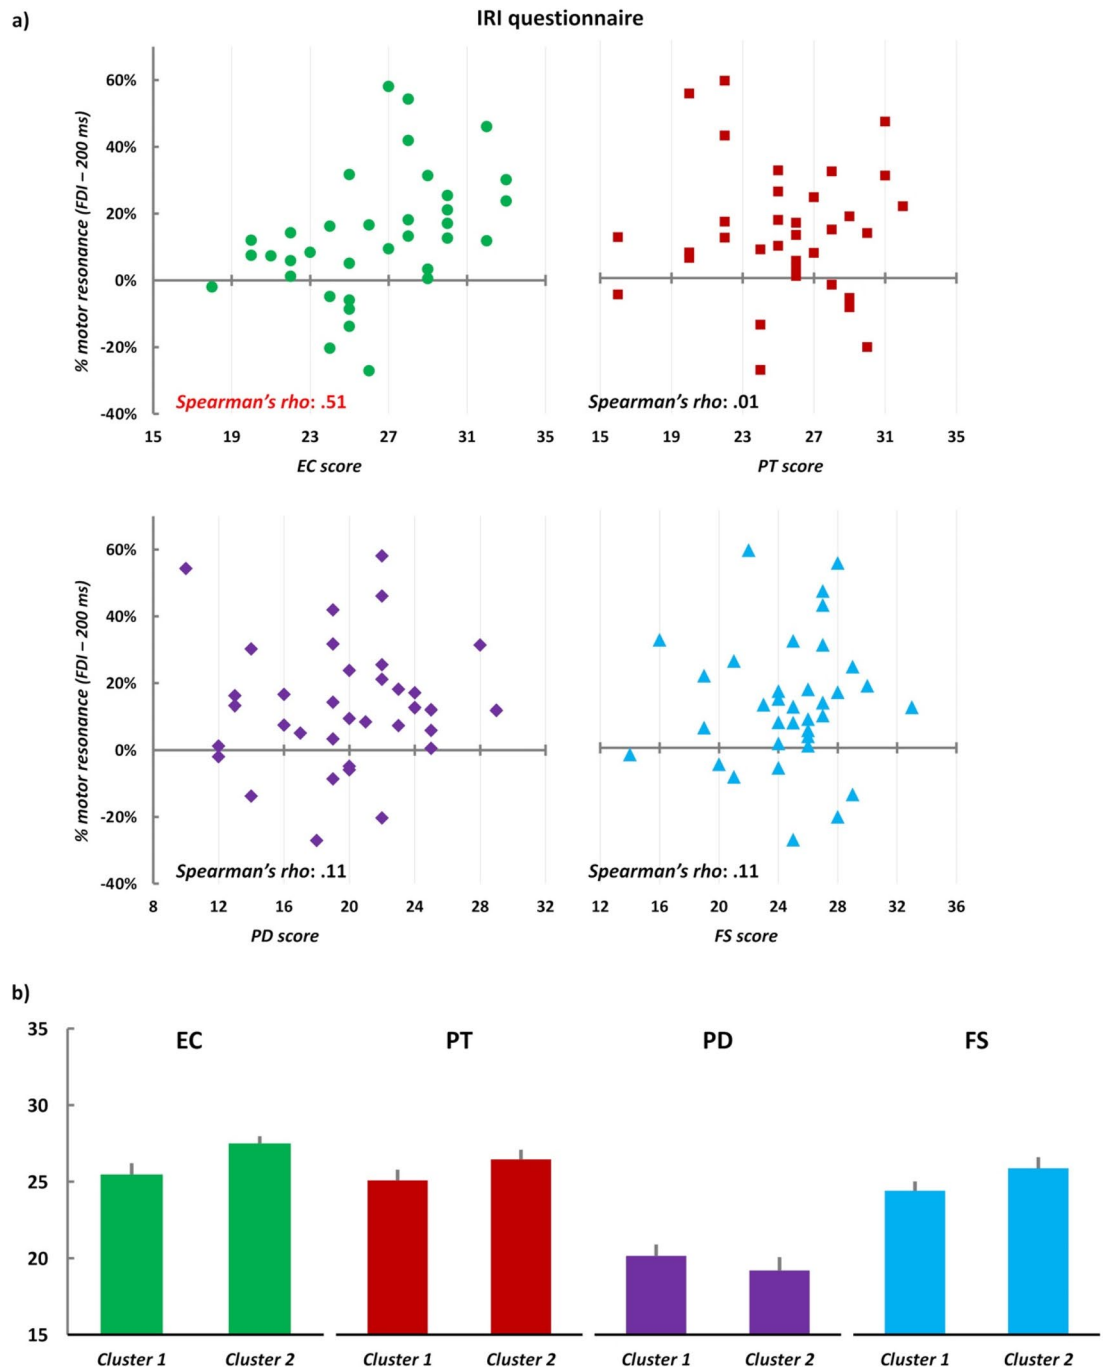 a)
IRI questionnaire
% motor resonance (FDI – 200 ms)
60%
40%
20%
0%
-20%
-40%
Spearman's rho: .51
15 19 23 27 31 35
EC score
Spearman's rho: .01
15 19 23 27 31 35
PT score
% motor resonance (FDI – 200 ms)
60%
40%
20%
0%
-20%
-40%
Spearman's rho: .11
8 12 16 20 24 28 32
PD score
Spearman's rho: .11
12 16 20 24 28 32 36
FS score
b)
35
30
25
20
15
EC PT PD FS
Cluster 1 Cluster 2 Cluster 1 Cluster 2 Cluster 1 Cluster 2 Cluster 1 Cluster 2